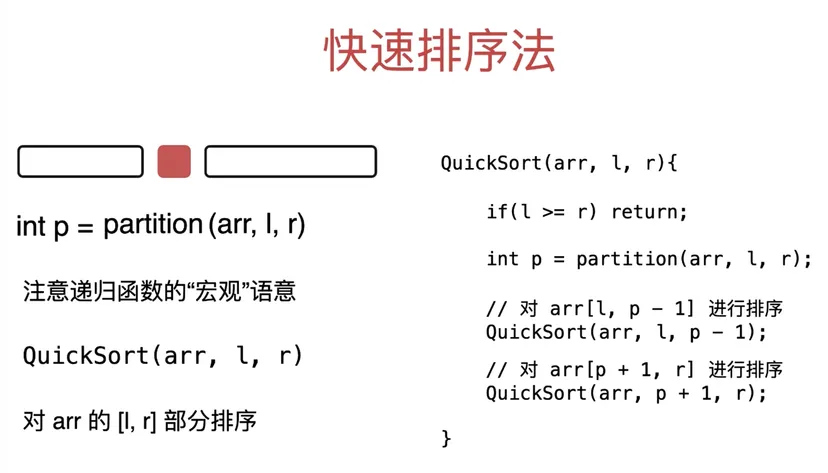 快速排序法
int p = partition (arr, l, r)
注意递归函数的“宏观”语意
QuickSort(arr, l, r)
对 arr 的 [l, r] 部分排序
QuickSort(arr, l, r){
if(l >= r) return;
int p = partition(arr, l, r);
// 对 arr[l, p - 1] 进行排序
QuickSort(arr, l, p - 1);
// 对 arr[p + 1, r] 进行排序
QuickSort(arr, p + 1, r);
}